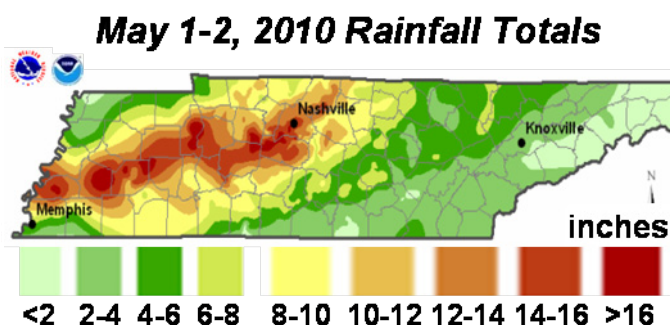 May 1-2, 2010 Rainfall Totals
Nashville
Knoxville
N
Memphis
inches
<2 2-4 4-6 6-8 8-10 10-12 12-14 14-16 >16